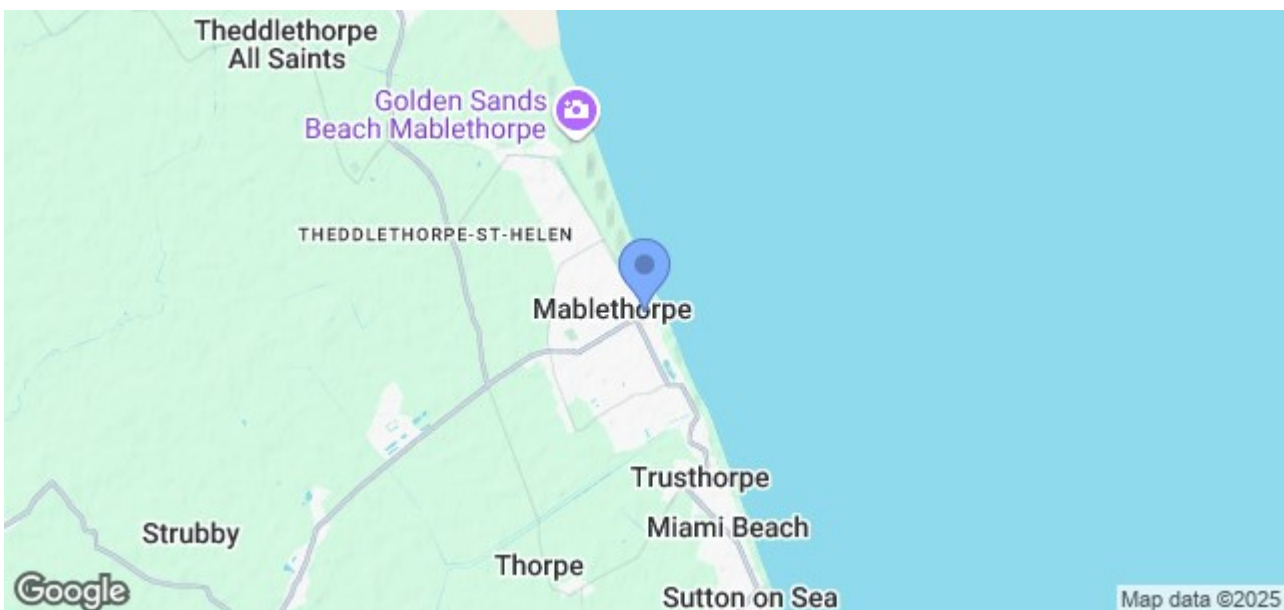 Theddlethorpe
All Saints
Golden Sands
Beach Mablethorpe
THEDDLETHORPE-ST-HELEN
Mablethorpe
Trusthorpe
Miami Beach
Strubby
Thorpe
Sutton on Sea
Google
Map data ©2025